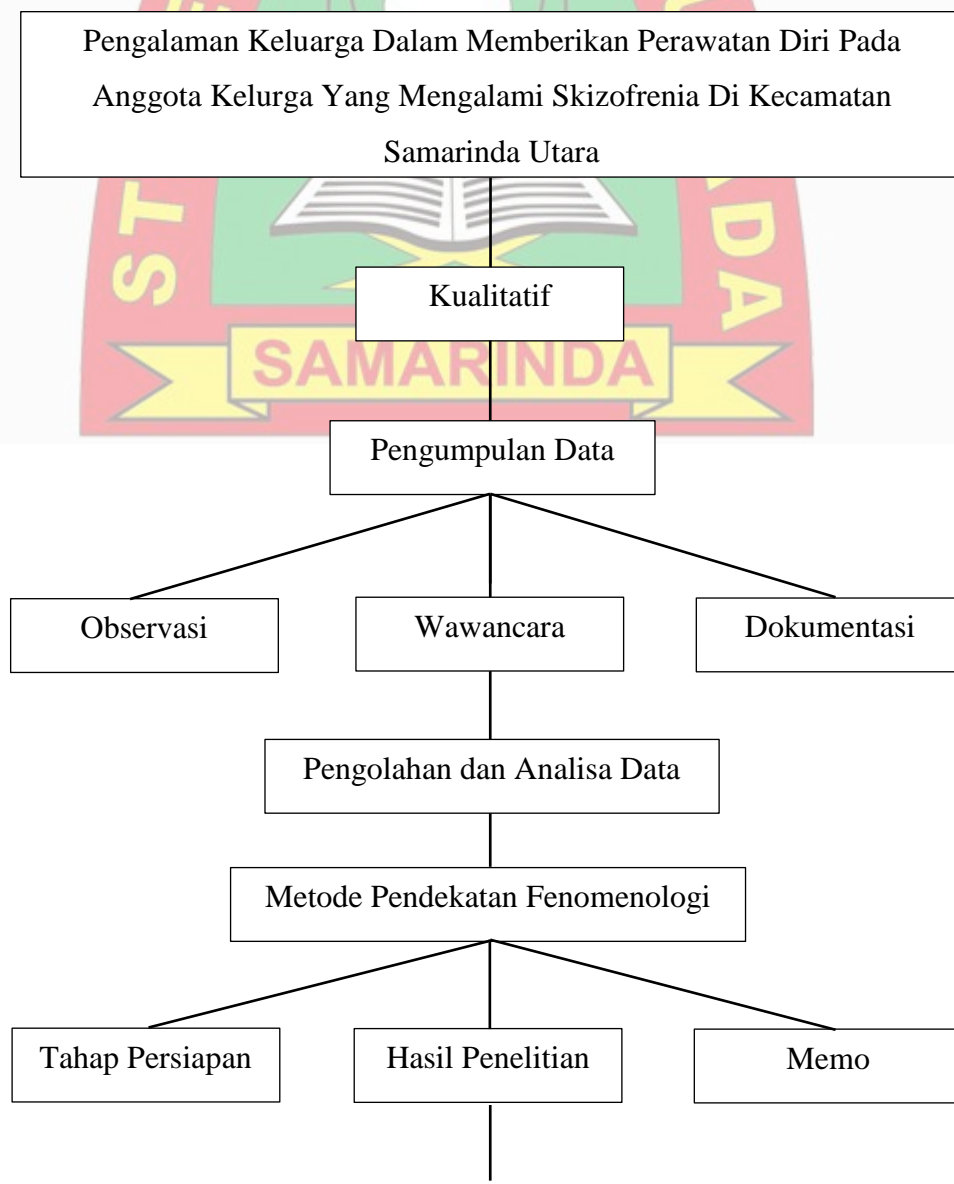 Pengalaman Keluarga Dalam Memberikan Perawatan Diri Pada
Anggota Kelurga Yang Mengalami Skizofrenia Di Kecamatan
Samarinda Utara
Kualitatif
SAMARINDA
Pengumpulan Data
Observasi
Wawancara
Dokumentasi
Pengolahan dan Analisa Data
Metode Pendekatan Fenomenologi
Tahap Persiapan
Hasil Penelitian
Memo